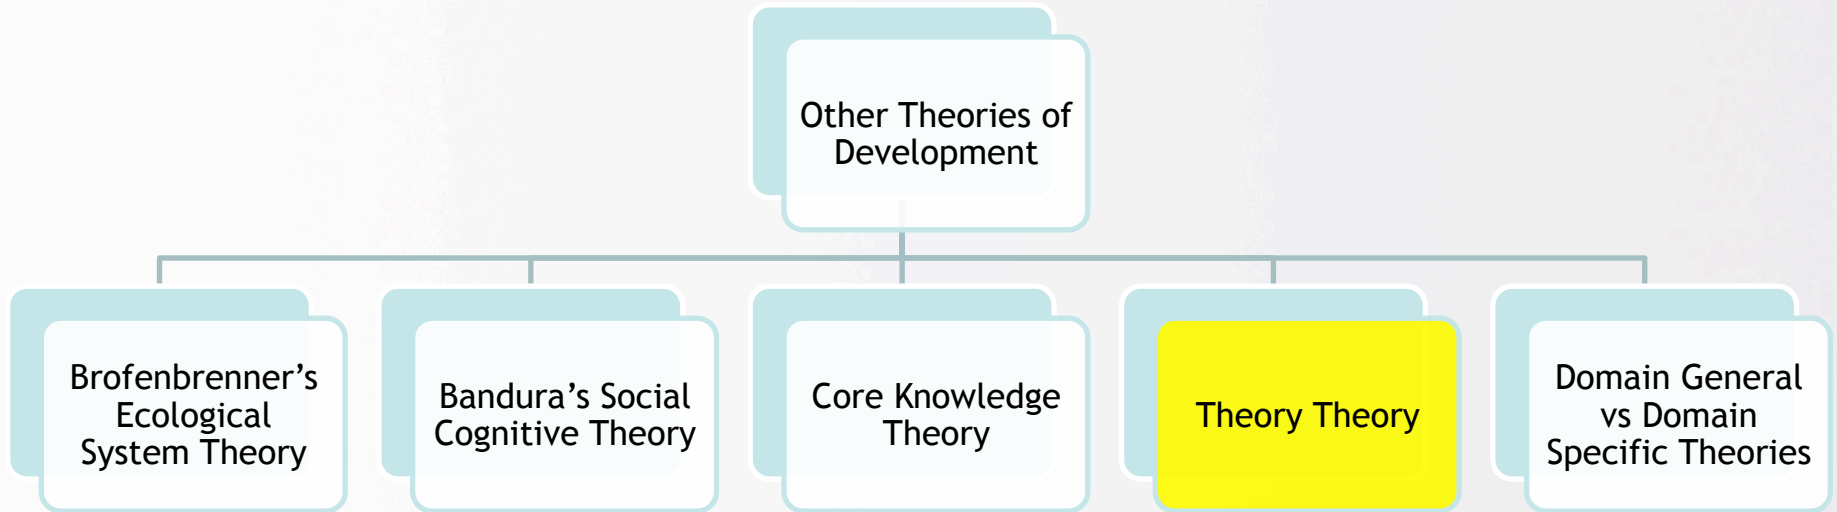 Other Theories of
Development
Brofenbrenner’s
Ecological
System Theory
Bandura’s Social
Cognitive Theory
Core Knowledge
Theory
Theory Theory
Domain General
vs Domain
Specific Theories